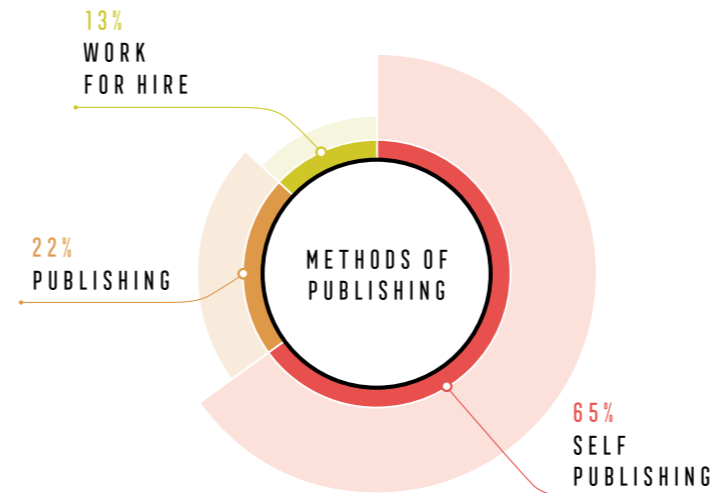 13%
WORK
FOR HIRE
22%
PUBLISHING
METHODS OF
PUBLISHING
65%
SELF
PUBLISHING